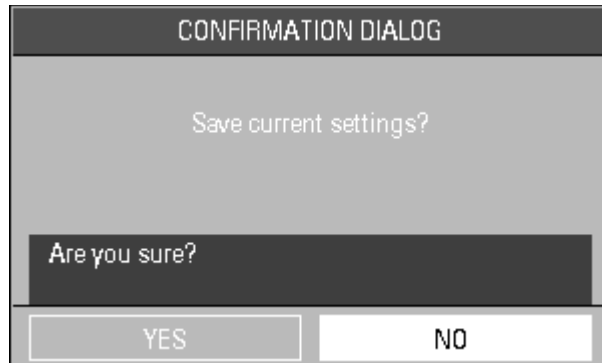 CONFIRMATION DIALOG
Save current settings?
Are you sure?
YES
NO